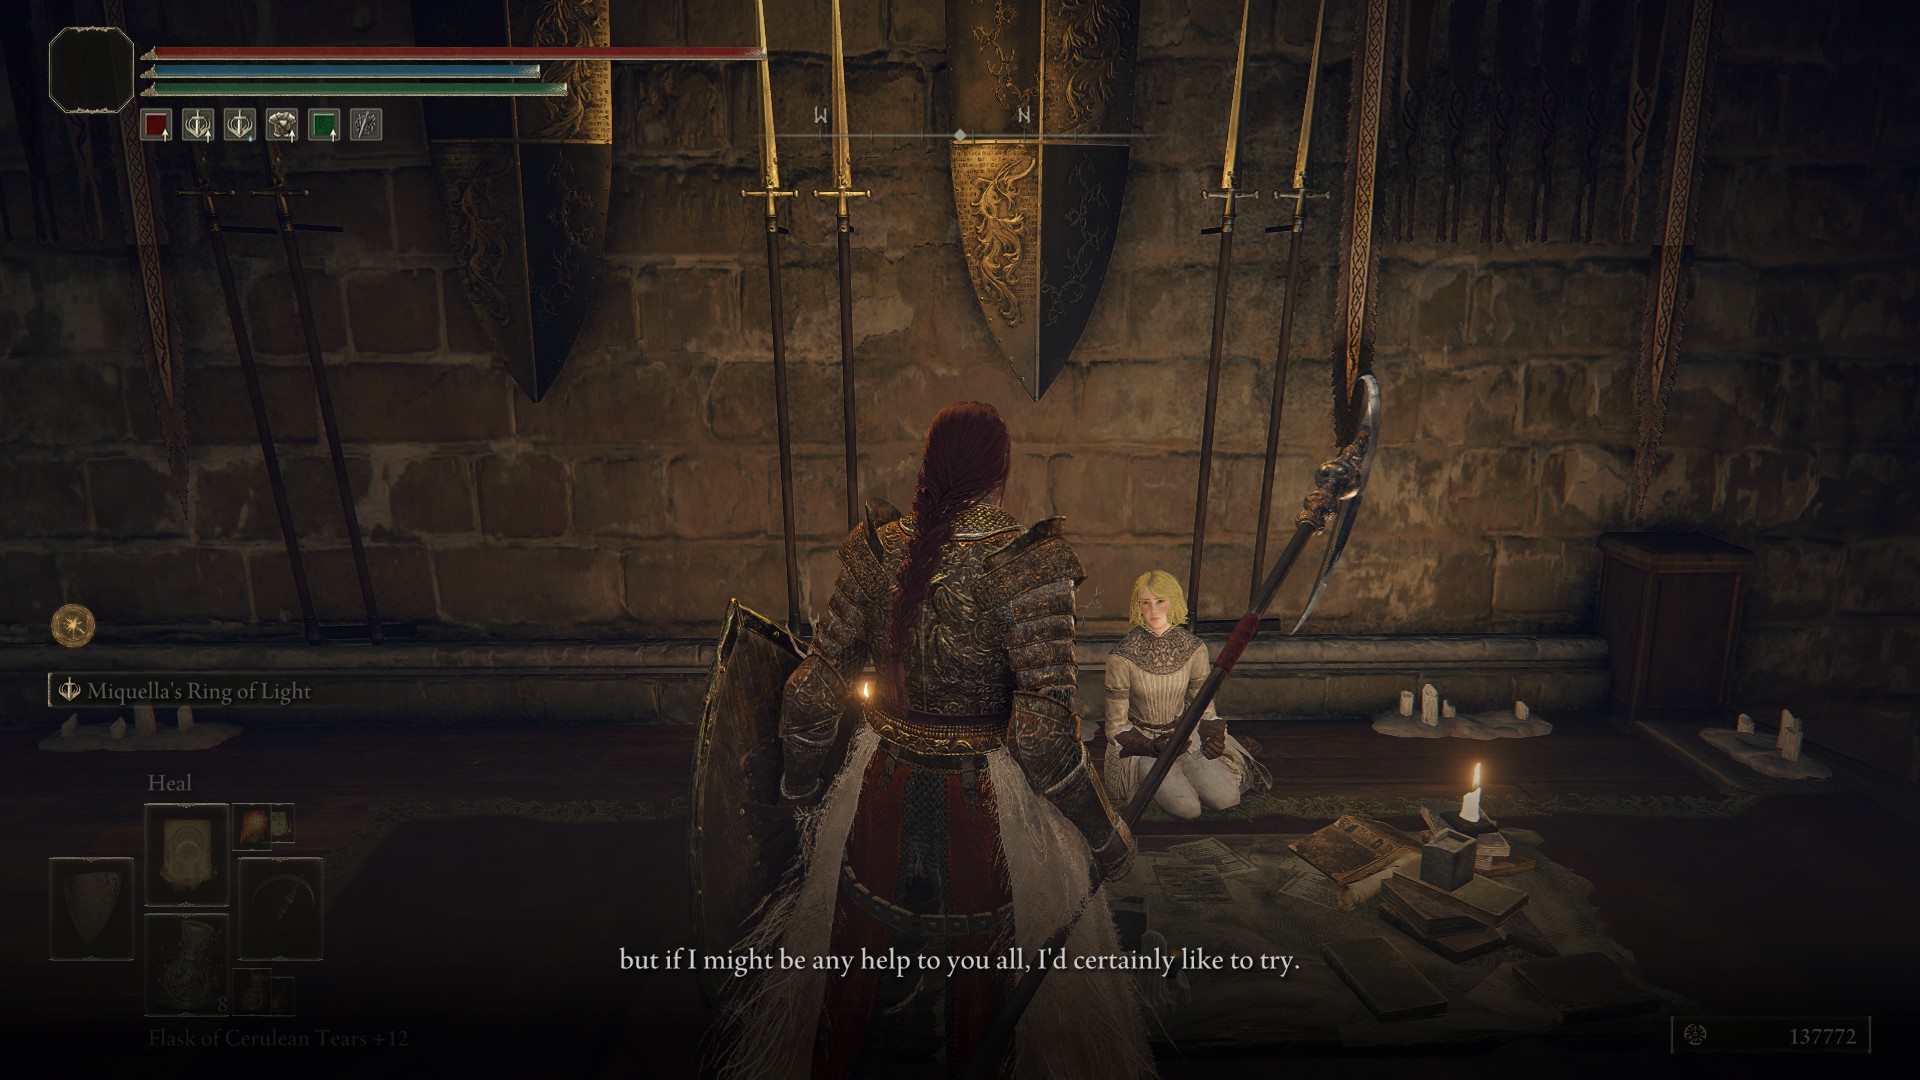 W
N
Miquella's Ring of Light
Heal
8
but if I might be any help to you all, I'd certainly like to try.
Flask of Cerulean Tears +12
137772